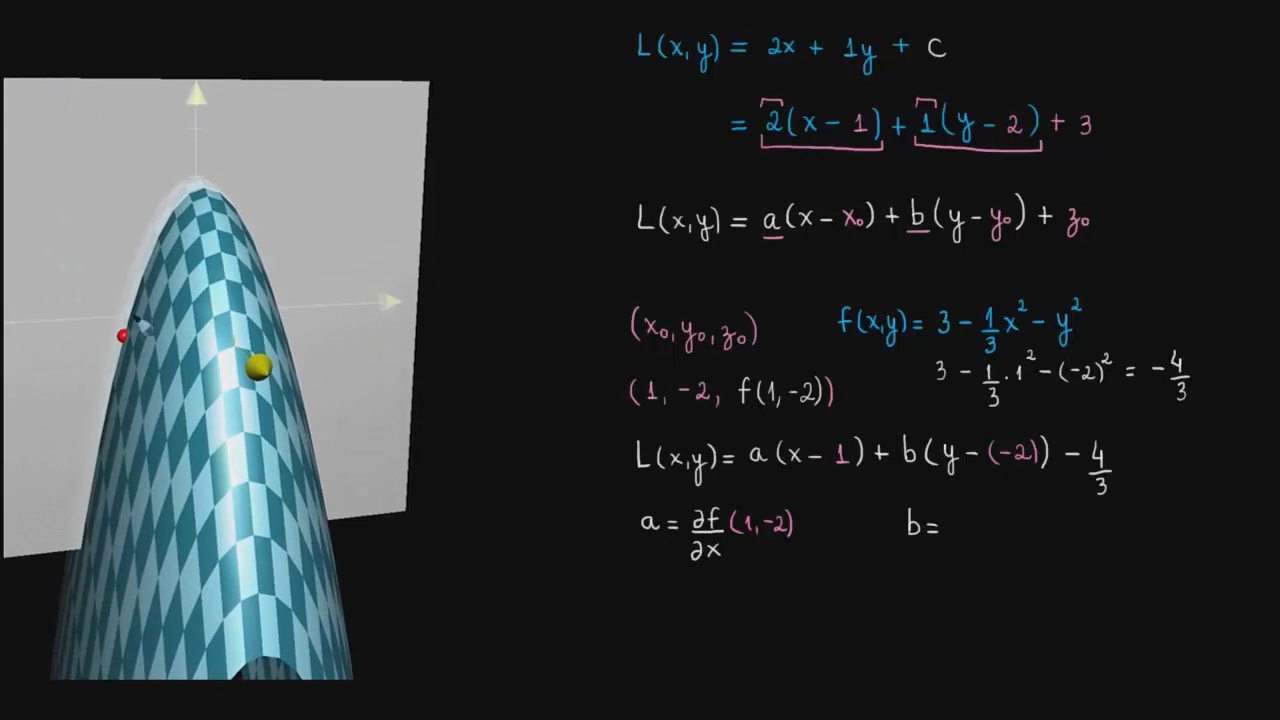 L(x,y) = 2x + 1y + C
= 2(x - 1) + 1(y - 2) + 3
L(x,y) = a(x - x₀) + b(y - y₀) + z₀
(x₀, y₀, z₀) f(x,y) = 3 - 1/3 x² - y²
3 - 1/3 · 1² - (-2)² = - 4/3
(1, -2, f(1, -2))
L(x,y) = a(x - 1) + b(y - (-2)) - 4/3
a = ∂f/∂x (1, -2) b =